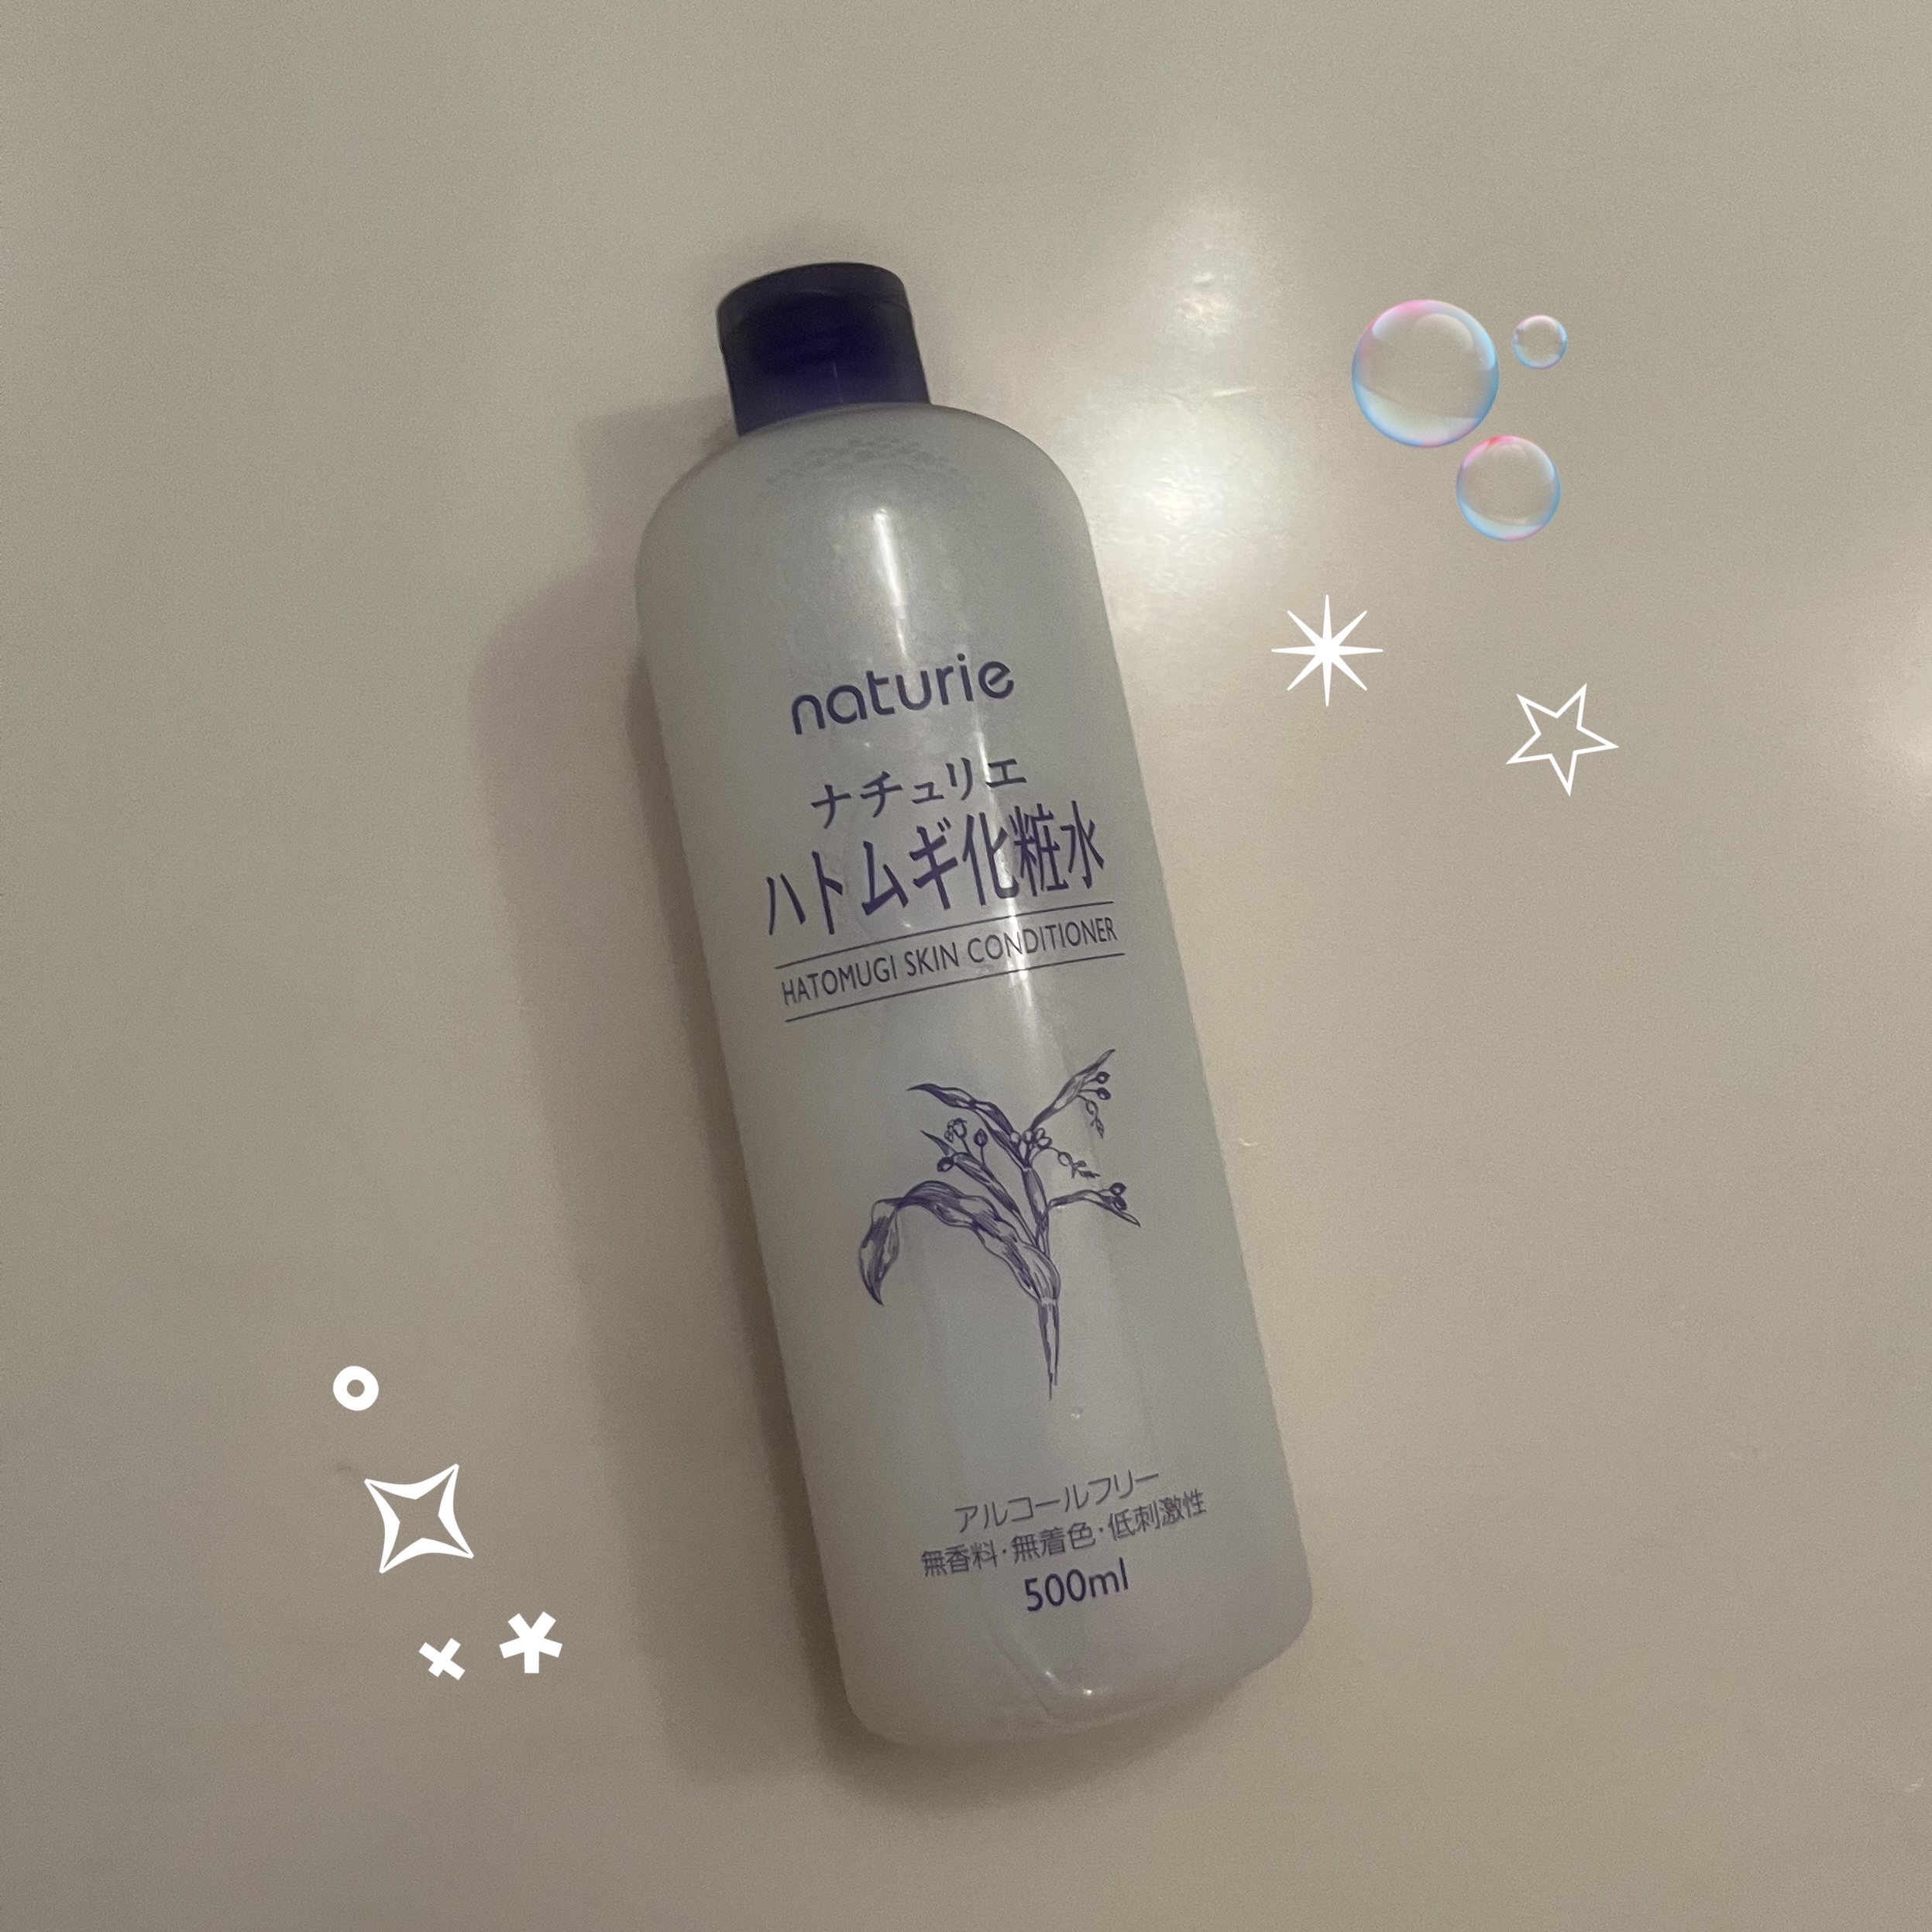 naturie
ナチュリエ
ハトムギ化粧水
HATOMUGI SKIN CONDITIONER
アルコールフリー
無香料・無着色・低刺激性
500ml